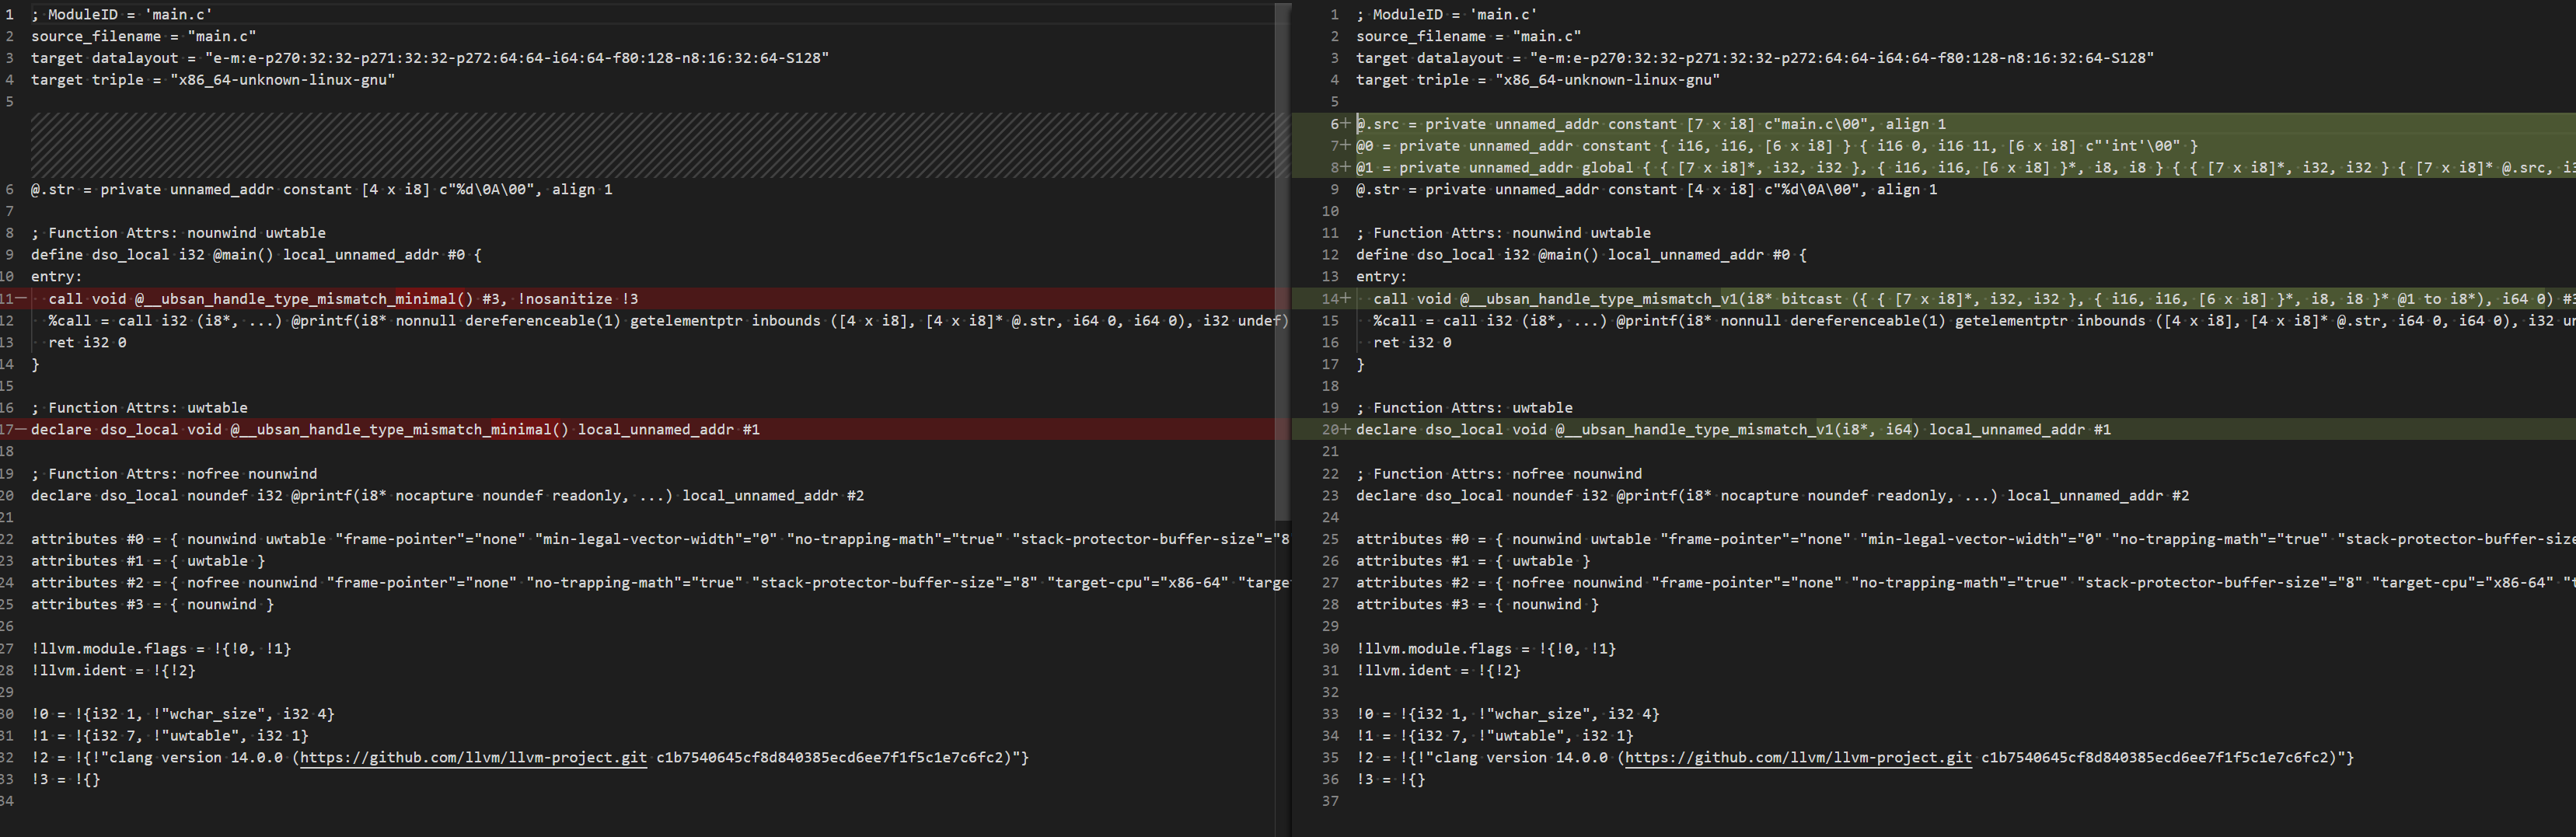 1 ; ModuleID = 'main.c'
2 source_filename = "main.c"
3 target datalayout = "e-m:e-p270:32:32-p271:32:32-p272:64:64-i64:64-f80:128-n8:16:32:64-S128"
4 target triple = "x86_64-unknown-linux-gnu"
5
6 @.str = private unnamed_addr constant [4 x i8] c"%d\0A\00", align 1
7
8 ; Function Attrs: nounwind uwtable
9 define dso_local i32 @main() local_unnamed_addr #0 {
10 entry:
11— call void @__ubsan_handle_type_mismatch_minimal() #3, !nosanitize !3
12 %call = call i32 (i8*, ...) @printf(i8* nonnull dereferenceable(1) getelementptr inbounds ([4 x i8], [4 x i8]* @.str, i64 0, i64 0), i32 undef)
13 ret i32 0
14 }
15
16 ; Function Attrs: uwtable
17— declare dso_local void @__ubsan_handle_type_mismatch_minimal() local_unnamed_addr #1
18
19 ; Function Attrs: nofree nounwind
20 declare dso_local noundef i32 @printf(i8* nocapture noundef readonly, ...) local_unnamed_addr #2
21
22 attributes #0 = { nounwind uwtable "frame-pointer"="none" "min-legal-vector-width"="0" "no-trapping-math"="true" "stack-protector-buffer-size"="8
23 attributes #1 = { uwtable }
24 attributes #2 = { nofree nounwind "frame-pointer"="none" "no-trapping-math"="true" "stack-protector-buffer-size"="8" "target-cpu"="x86-64" "targe
25 attributes #3 = { nounwind }
26
27 !llvm.module.flags = !{!0, !1}
28 !llvm.ident = !{!2}
29
30 !0 = !{i32 1, !"wchar_size", i32 4}
31 !1 = !{i32 7, !"uwtable", i32 1}
32 !2 = !{!"clang version 14.0.0 (https://github.com/llvm/llvm-project.git c1b7540645cf8d840385ecd6ee7f1f5c1e7c6fc2)"}
33 !3 = !{}
34
1 ; ModuleID = 'main.c'
2 source_filename = "main.c"
3 target datalayout = "e-m:e-p270:32:32-p271:32:32-p272:64:64-i64:64-f80:128-n8:16:32:64-S128"
4 target triple = "x86_64-unknown-linux-gnu"
5
6+ @.src = private unnamed_addr constant [7 x i8] c"main.c\00", align 1
7+ @0 = private unnamed_addr constant { i16, i16, [6 x i8] } { i16 0, i16 11, [6 x i8] c"'int'\00" }
8+ @1 = private unnamed_addr global { { [7 x i8]*, i32, i32 }, { i16, i16, [6 x i8] }*, i8, i8 } { { [7 x i8]*, i32, i32 } { [7 x i8]* @.src, i3
9 @.str = private unnamed_addr constant [4 x i8] c"%d\0A\00", align 1
10
11 ; Function Attrs: nounwind uwtable
12 define dso_local i32 @main() local_unnamed_addr #0 {
13 entry:
14+ call void @__ubsan_handle_type_mismatch_v1(i8* bitcast ({ { [7 x i8]*, i32, i32 }, { i16, i16, [6 x i8] }*, i8, i8 }* @1 to i8*), i64 0) #3
15 %call = call i32 (i8*, ...) @printf(i8* nonnull dereferenceable(1) getelementptr inbounds ([4 x i8], [4 x i8]* @.str, i64 0, i64 0), i32 un
16 ret i32 0
17 }
18
19 ; Function Attrs: uwtable
20+ declare dso_local void @__ubsan_handle_type_mismatch_v1(i8*, i64) local_unnamed_addr #1
21
22 ; Function Attrs: nofree nounwind
23 declare dso_local noundef i32 @printf(i8* nocapture noundef readonly, ...) local_unnamed_addr #2
24
25 attributes #0 = { nounwind uwtable "frame-pointer"="none" "min-legal-vector-width"="0" "no-trapping-math"="true" "stack-protector-buffer-size
26 attributes #1 = { uwtable }
27 attributes #2 = { nofree nounwind "frame-pointer"="none" "no-trapping-math"="true" "stack-protector-buffer-size"="8" "target-cpu"="x86-64" "t
28 attributes #3 = { nounwind }
29
30 !llvm.module.flags = !{!0, !1}
31 !llvm.ident = !{!2}
32
33 !0 = !{i32 1, !"wchar_size", i32 4}
34 !1 = !{i32 7, !"uwtable", i32 1}
35 !2 = !{!"clang version 14.0.0 (https://github.com/llvm/llvm-project.git c1b7540645cf8d840385ecd6ee7f1f5c1e7c6fc2)"}
36 !3 = !{}
37